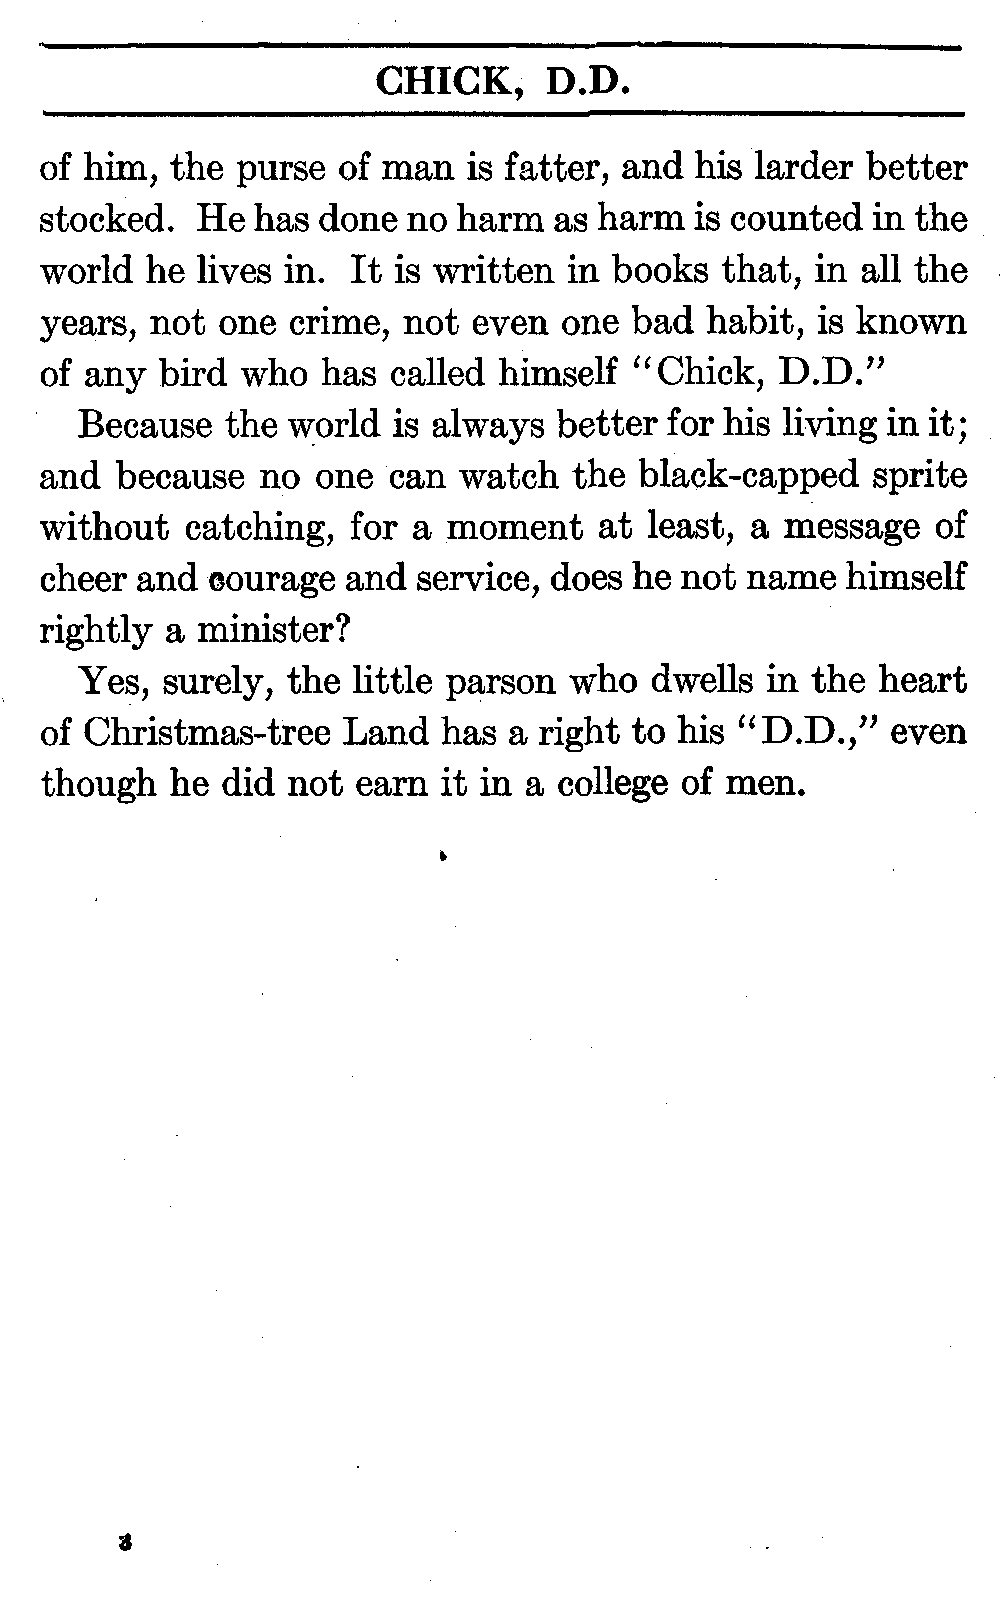 CHICK, D.D.
of him, the purse of man is fatter, and his larder better
stocked. He has done no harm as harm is counted in the
world he lives in. It is written in books that, in all the
years, not one crime, not even one bad habit, is known
of any bird who has called himself “Chick, D.D.”
Because the world is always better for his living in it;
and because no one can watch the black-capped sprite
without catching, for a moment at least, a message of
cheer and courage and service, does he not name himself
rightly a minister?
Yes, surely, the little parson who dwells in the heart
of Christmas-tree Land has a right to his “D.D.,” even
though he did not earn it in a college of men.
3